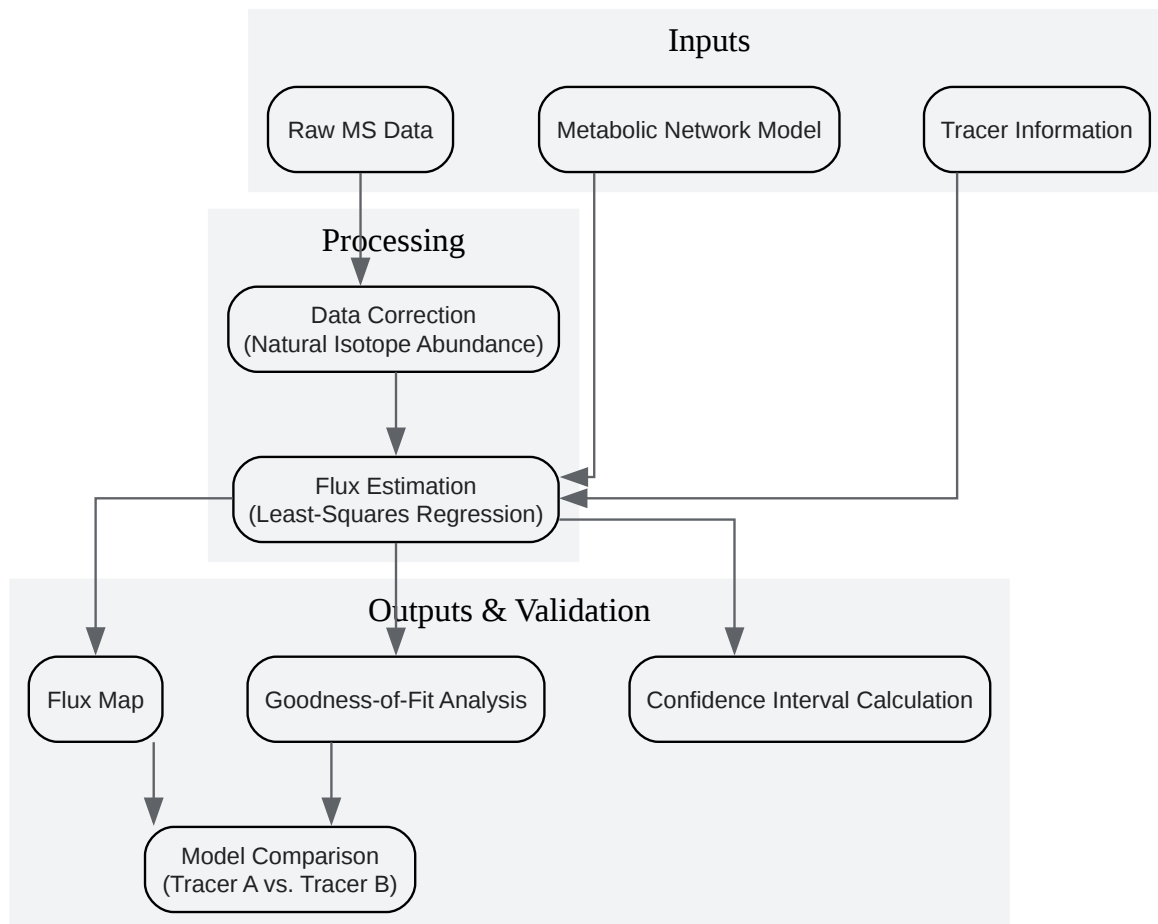 Inputs
Raw MS Data
Metabolic Network Model
Tracer Information
Processing
Data Correction
(Natural Isotope Abundance)
Flux Estimation
(Least-Squares Regression)
Outputs & Validation
Flux Map
Goodness-of-Fit Analysis
Confidence Interval Calculation
Model Comparison
(Tracer A vs. Tracer B)